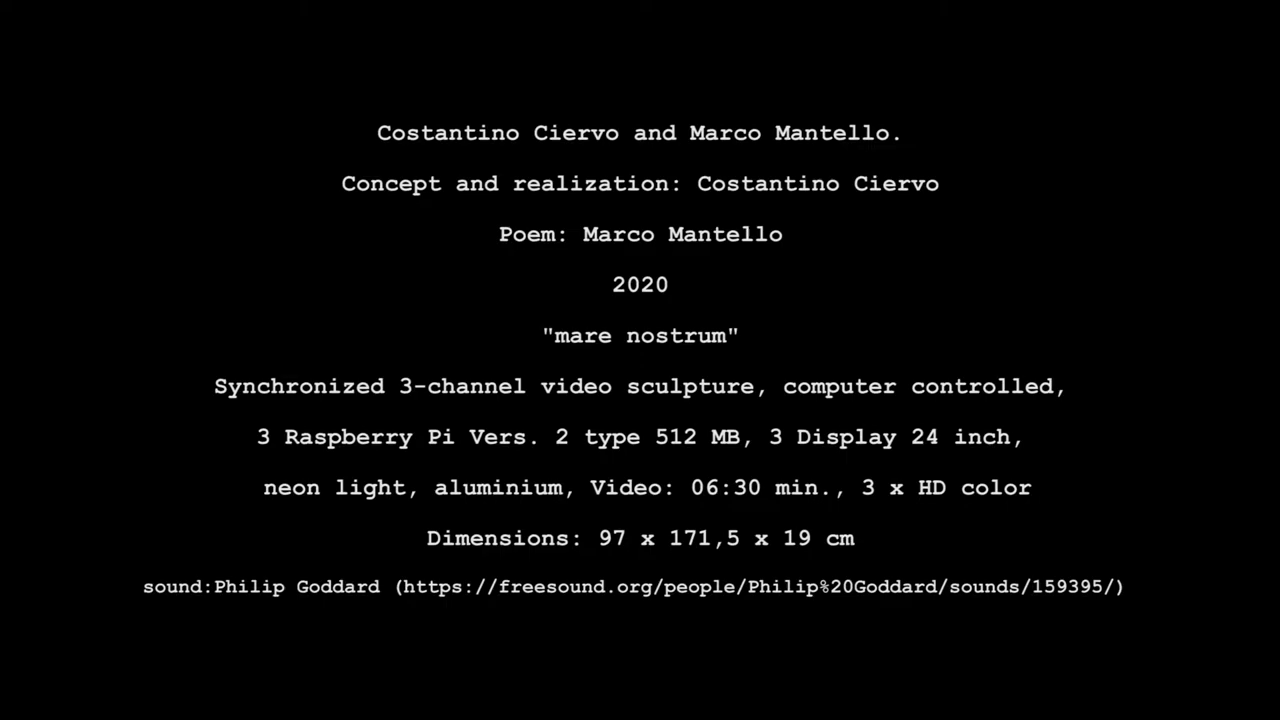 Costantino Ciervo and Marco Mantello.
Concept and realization: Costantino Ciervo
Poem: Marco Mantello
2020
"mare nostrum"
Synchronized 3-channel video sculpture, computer controlled,
3 Raspberry Pi Vers. 2 type 512 MB, 3 Display 24 inch,
neon light, aluminium, Video: 06:30 min., 3 x HD color
Dimensions: 97 x 171,5 x 19 cm
sound:Philip Goddard (https://freesound.org/people/Philip%20Goddard/sounds/159395/)